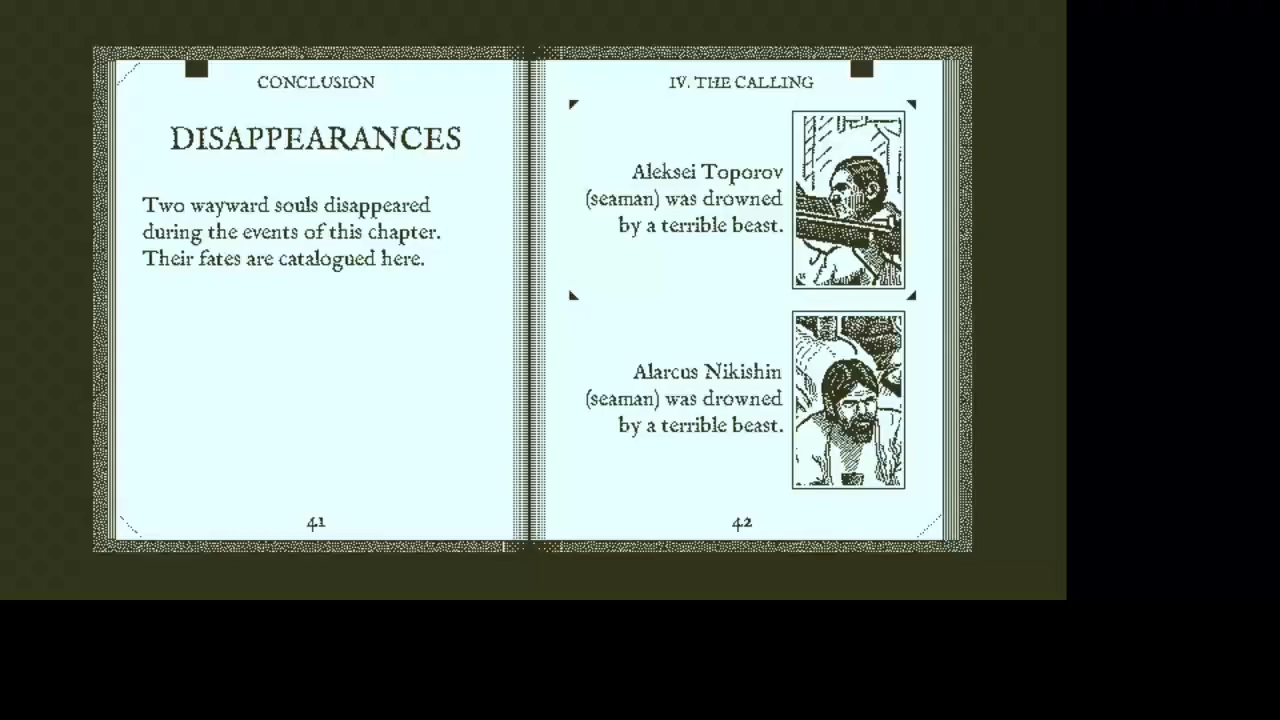 CONCLUSION
DISAPPEARANCES
Two wayward souls disappeared
during the events of this chapter.
Their fates are catalogued here.
41
IV. THE CALLING
Aleksei Toporov
(seaman) was drowned
by a terrible beast.
Alarcus Nikishin
(seaman) was drowned
by a terrible beast.
42